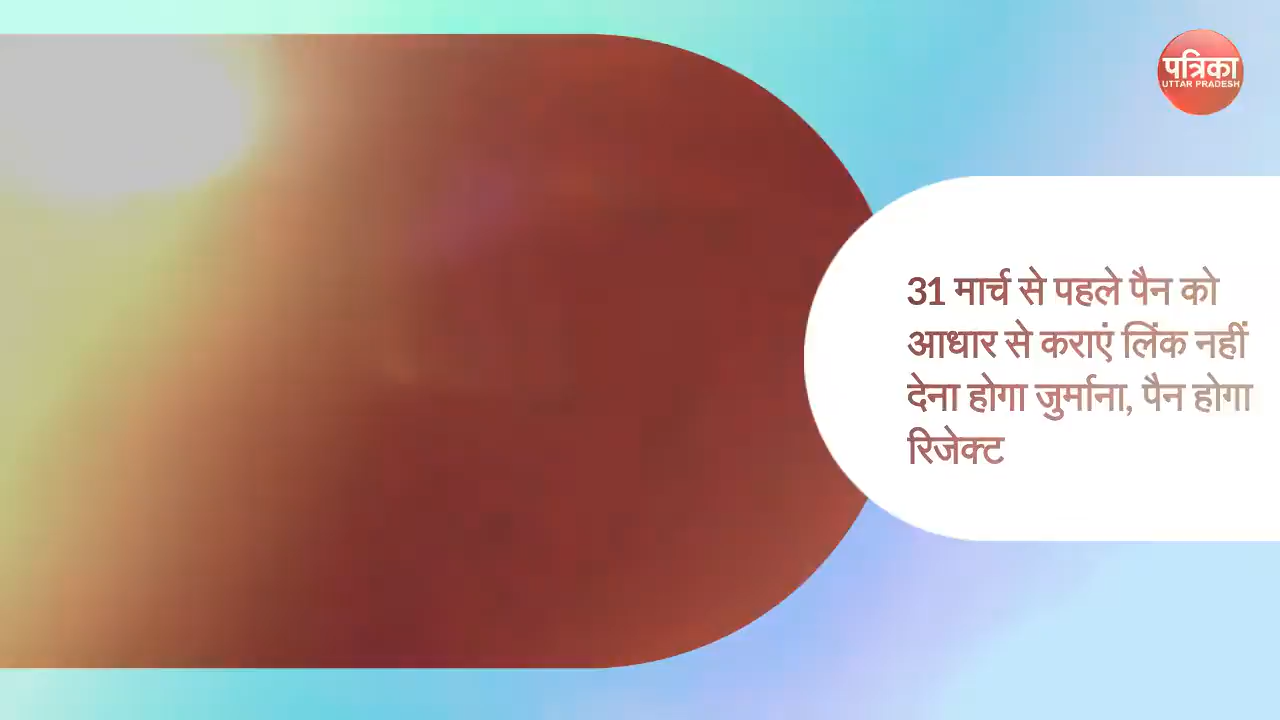 पत्रिका
UTTAR PRADESH
31 मार्च से पहले पैन को
आधार से कराएं लिंक नहीं
देना होगा जुर्माना, पैन होगा
रिजेक्ट